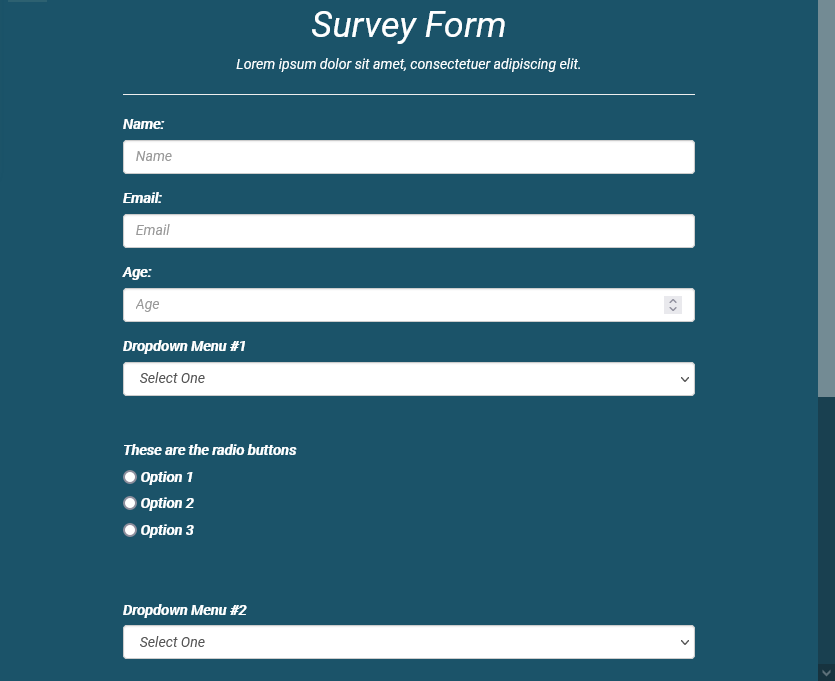 Survey Form
Lorem ipsum dolor sit amet, consectetuer adipiscing elit.
Name:
Name
Email:
Email
Age:
Age
Dropdown Menu #1
Select One
These are the radio buttons
Option 1
Option 2
Option 3
Dropdown Menu #2
Select One